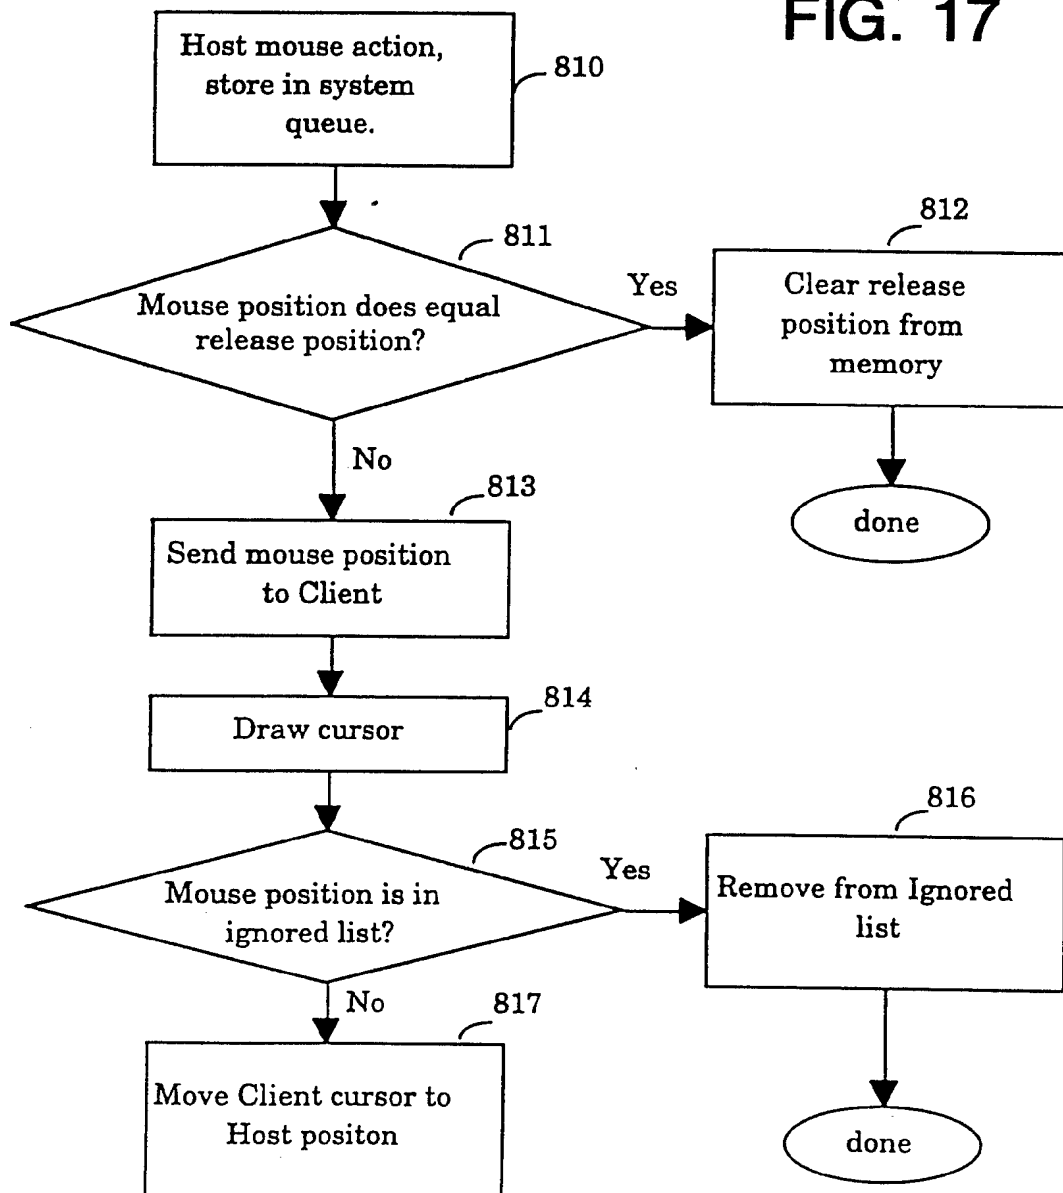 FIG. 17
Host mouse action,
store in system
queue.
810
811
Mouse position does equal
release position?
Yes
812
Clear release
position from
memory
done
No
813
Send mouse position
to Client
814
Draw cursor
815
Mouse position is in
ignored list?
Yes
816
Remove from Ignored
list
done
No
817
Move Client cursor to
Host positon